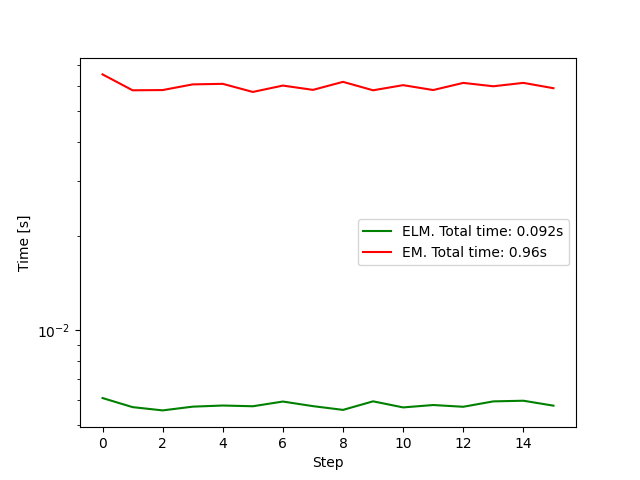 Time [s]
10⁻²
ELM. Total time: 0.092s
EM. Total time: 0.96s
0 2 4 6 8 10 12 14
Step